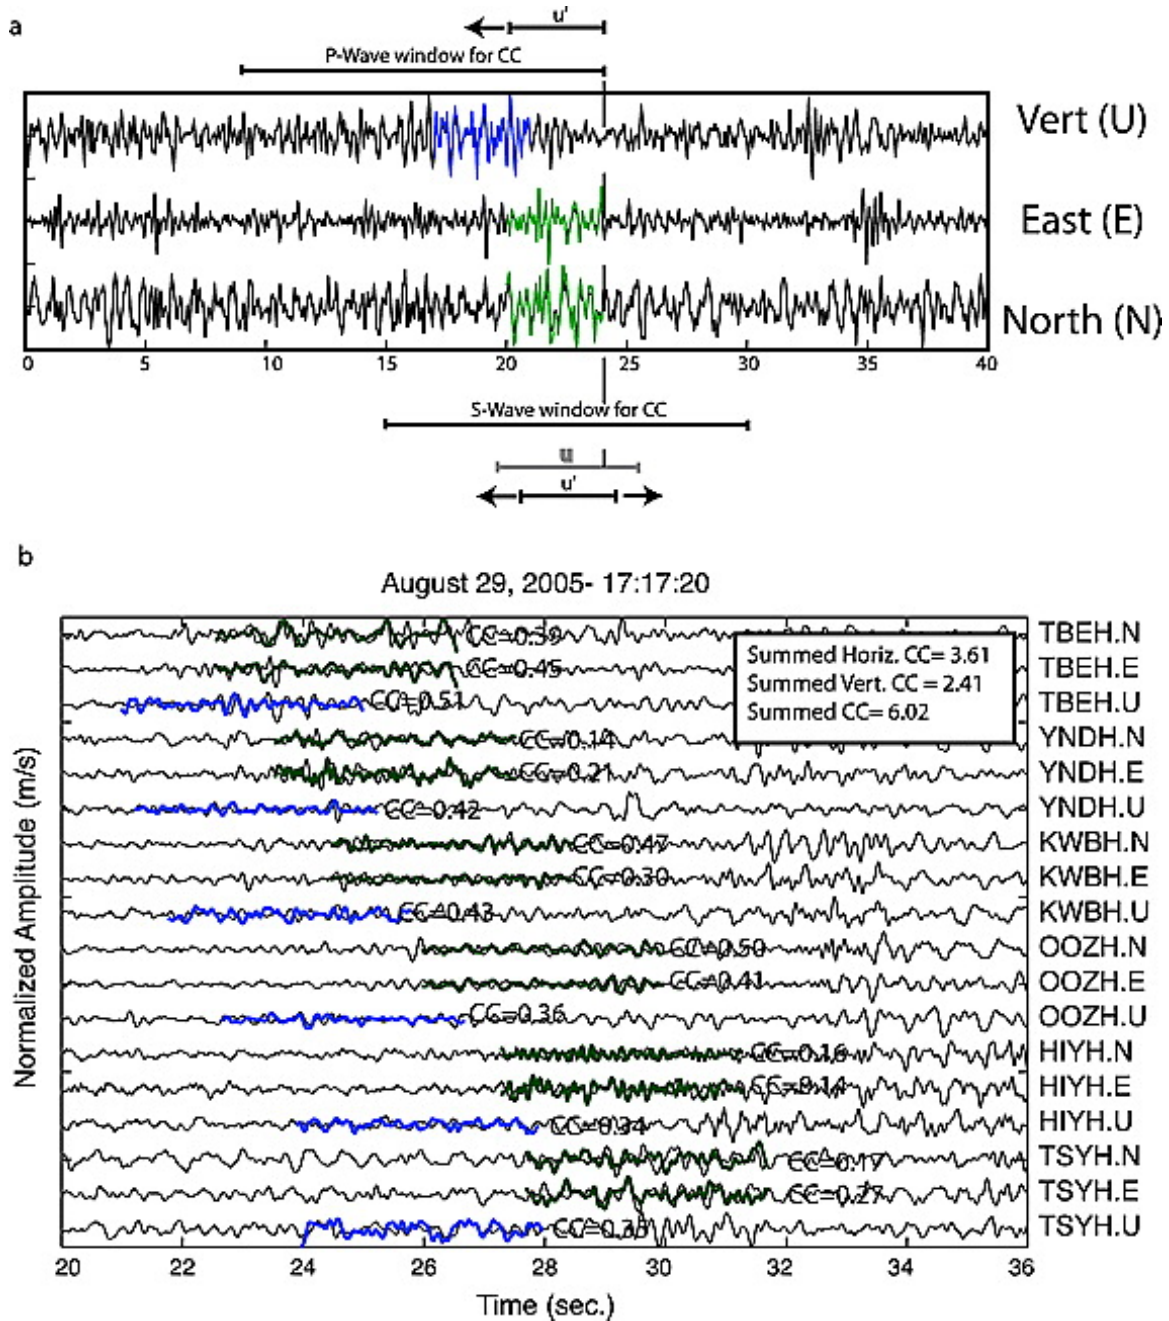 a
u'
P-Wave window for CC
Vert (U)
East (E)
North (N)
0 5 10 15 20 25 30 35 40
S-Wave window for CC
u
u'
b
August 29, 2005- 17:17:20
Normalized Amplitude (m/s)
Summed Horiz. CC= 3.61
Summed Vert. CC = 2.41
Summed CC= 6.02
CC=0.39 TBEH.N
CC=0.45 TBEH.E
CC=0.51 TBEH.U
CC=0.14 YNDH.N
CC=0.21 YNDH.E
CC=0.42 YNDH.U
CC=0.47 KWBH.N
CC=0.30 KWBH.E
CC=0.43 KWBH.U
CC=0.50 OOZH.N
CC=0.41 OOZH.E
CC=0.36 OOZH.U
CC=0.16 HIYH.N
CC=0.14 HIYH.E
CC=0.34 HIYH.U
CC=0.17 TSYH.N
CC=0.27 TSYH.E
CC=0.35 TSYH.U
20 22 24 26 28 30 32 34 36
Time (sec.)